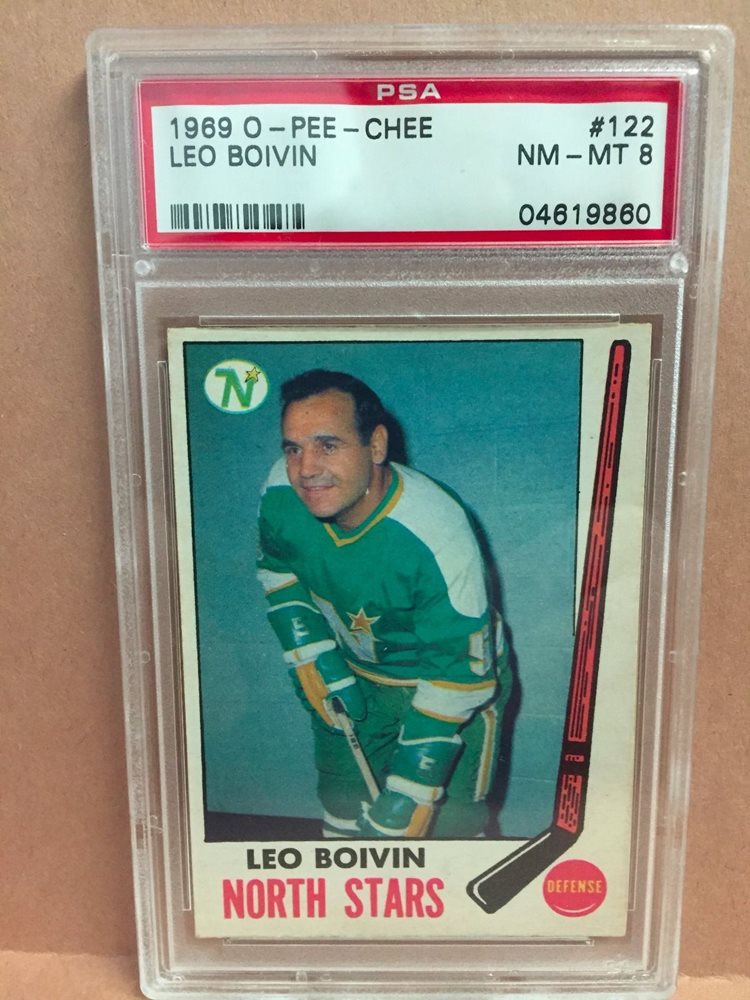 PSA
1969 O-PEE-CHEE #122
LEO BOIVIN NM-MT 8
04619860
N
LEO BOIVIN
NORTH STARS
DEFENSE